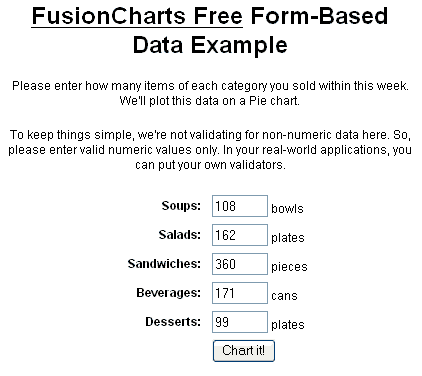 FusionCharts Free Form-Based
Data Example
Please enter how many items of each category you sold within this week.
We'll plot this data on a Pie chart.
To keep things simple, we're not validating for non-numeric data here. So,
please enter valid numeric values only. In your real-world applications, you
can put your own validators.
Soups: 108 bowls
Salads: 162 plates
Sandwiches: 360 pieces
Beverages: 171 cans
Desserts: 99 plates
Chart it!